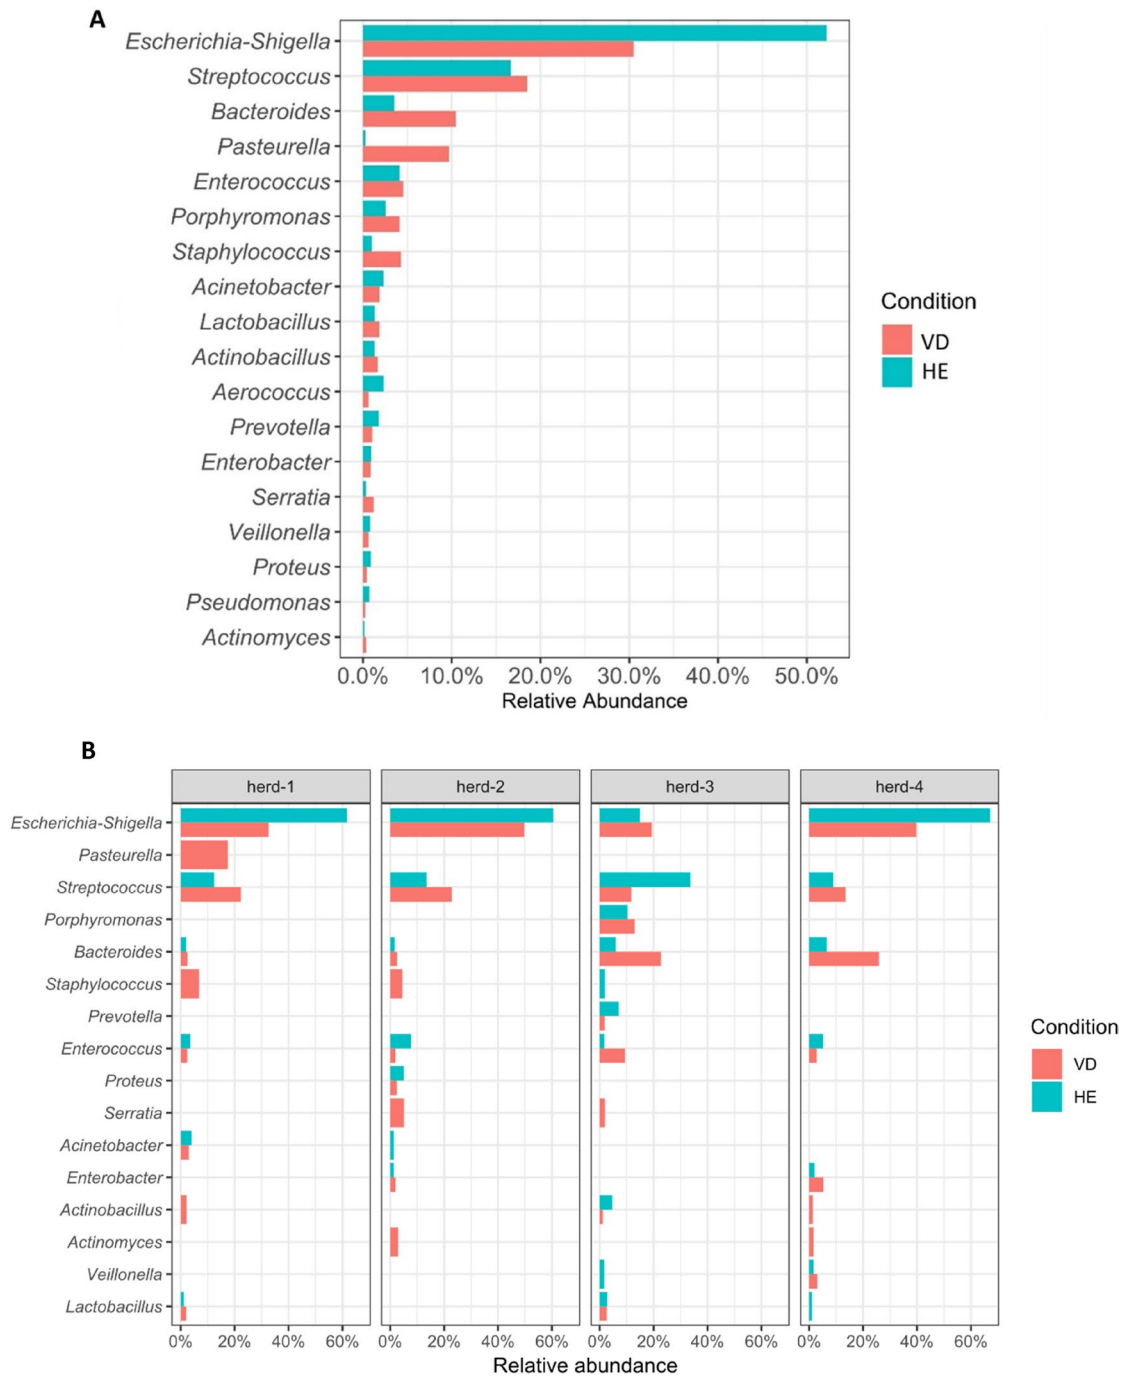 A
Escherichia-Shigella
Streptococcus
Bacteroides
Pasteurella
Enterococcus
Porphyromonas
Staphylococcus
Acinetobacter
Lactobacillus
Actinobacillus
Aerococcus
Prevotella
Enterobacter
Serratia
Veillonella
Proteus
Pseudomonas
Actinomyces
0.0% 10.0% 20.0% 30.0% 40.0% 50.0%
Relative Abundance
Condition
VD
HE
B
herd-1 herd-2 herd-3 herd-4
Escherichia-Shigella
Pasteurella
Streptococcus
Porphyromonas
Bacteroides
Staphylococcus
Prevotella
Enterococcus
Proteus
Serratia
Acinetobacter
Enterobacter
Actinobacillus
Actinomyces
Veillonella
Lactobacillus
0% 20% 40% 60% 0% 20% 40% 60% 0% 20% 40% 60% 0% 20% 40% 60%
Relative abundance
Condition
VD
HE